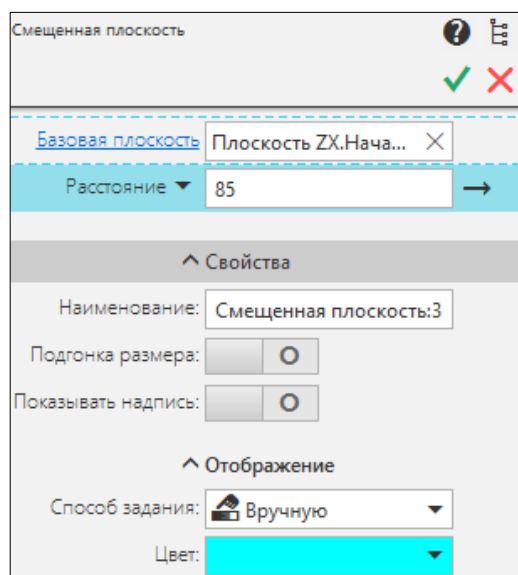 Смещенная плоскость
Базовая плоскость Плоскость ZX.Нача...
Расстояние 85
Свойства
Наименование: Смещенная плоскость:3
Подгонка размера:
Показывать надпись:
Отображение
Способ задания: Вручную
Цвет: